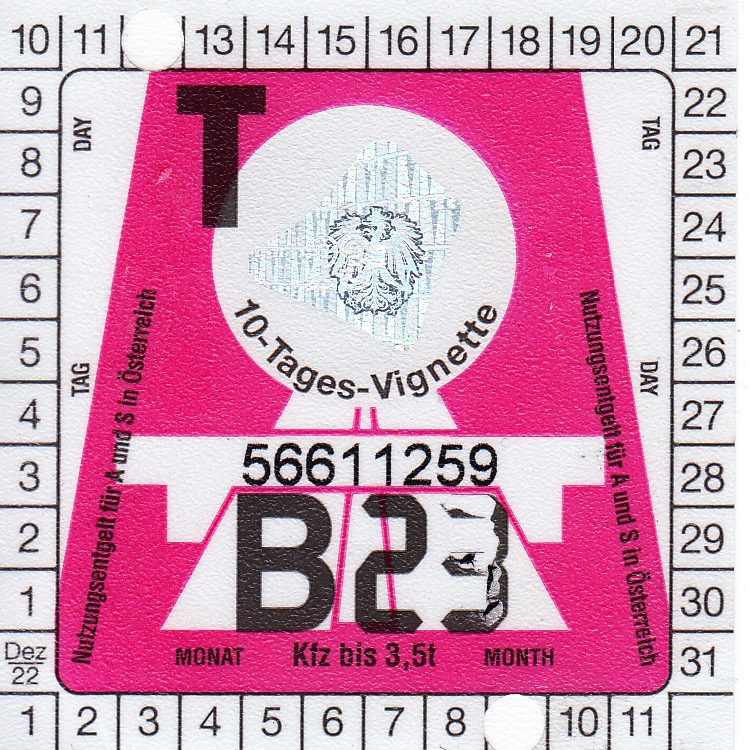 10 11 13 14 15 16 17 18 19 20 21
9 22
8 23
7 24
6 25
5 26
4 27
3 28
2 29
1 30
Dez
22
31
1 2 3 4 5 6 7 8 10 11
DAY
TAG
TAG
DAY
T
10-Tages-Vignette
Nutzungsentgelt für A und S in Österreich
Nutzungsentgelt für A und S in Österreich
56611259
B23
MONAT Kfz bis 3,5t MONTH